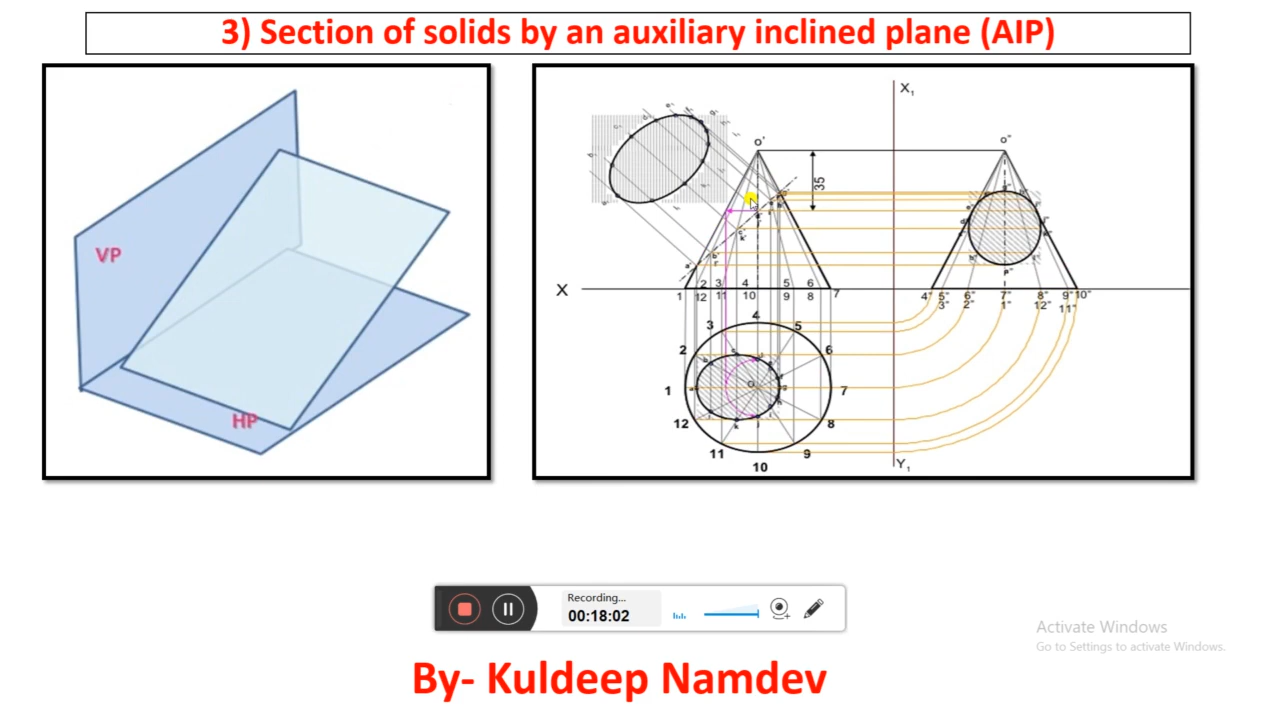 3) Section of solids by an auxiliary inclined plane (AIP)
VP
HP
X₁
O'
O"
35
X
1
2
3
4
5
6
7
12
11
10
9
8
4"
5"
6"
7"
8"
9"
10"
3"
2"
1"
12"
11"
4
3
5
2
6
1
O
7
12
8
11
9
10
Y₁
Recording...
00:18:02
Activate Windows
Go to Settings to activate Windows.
By- Kuldeep Namdev